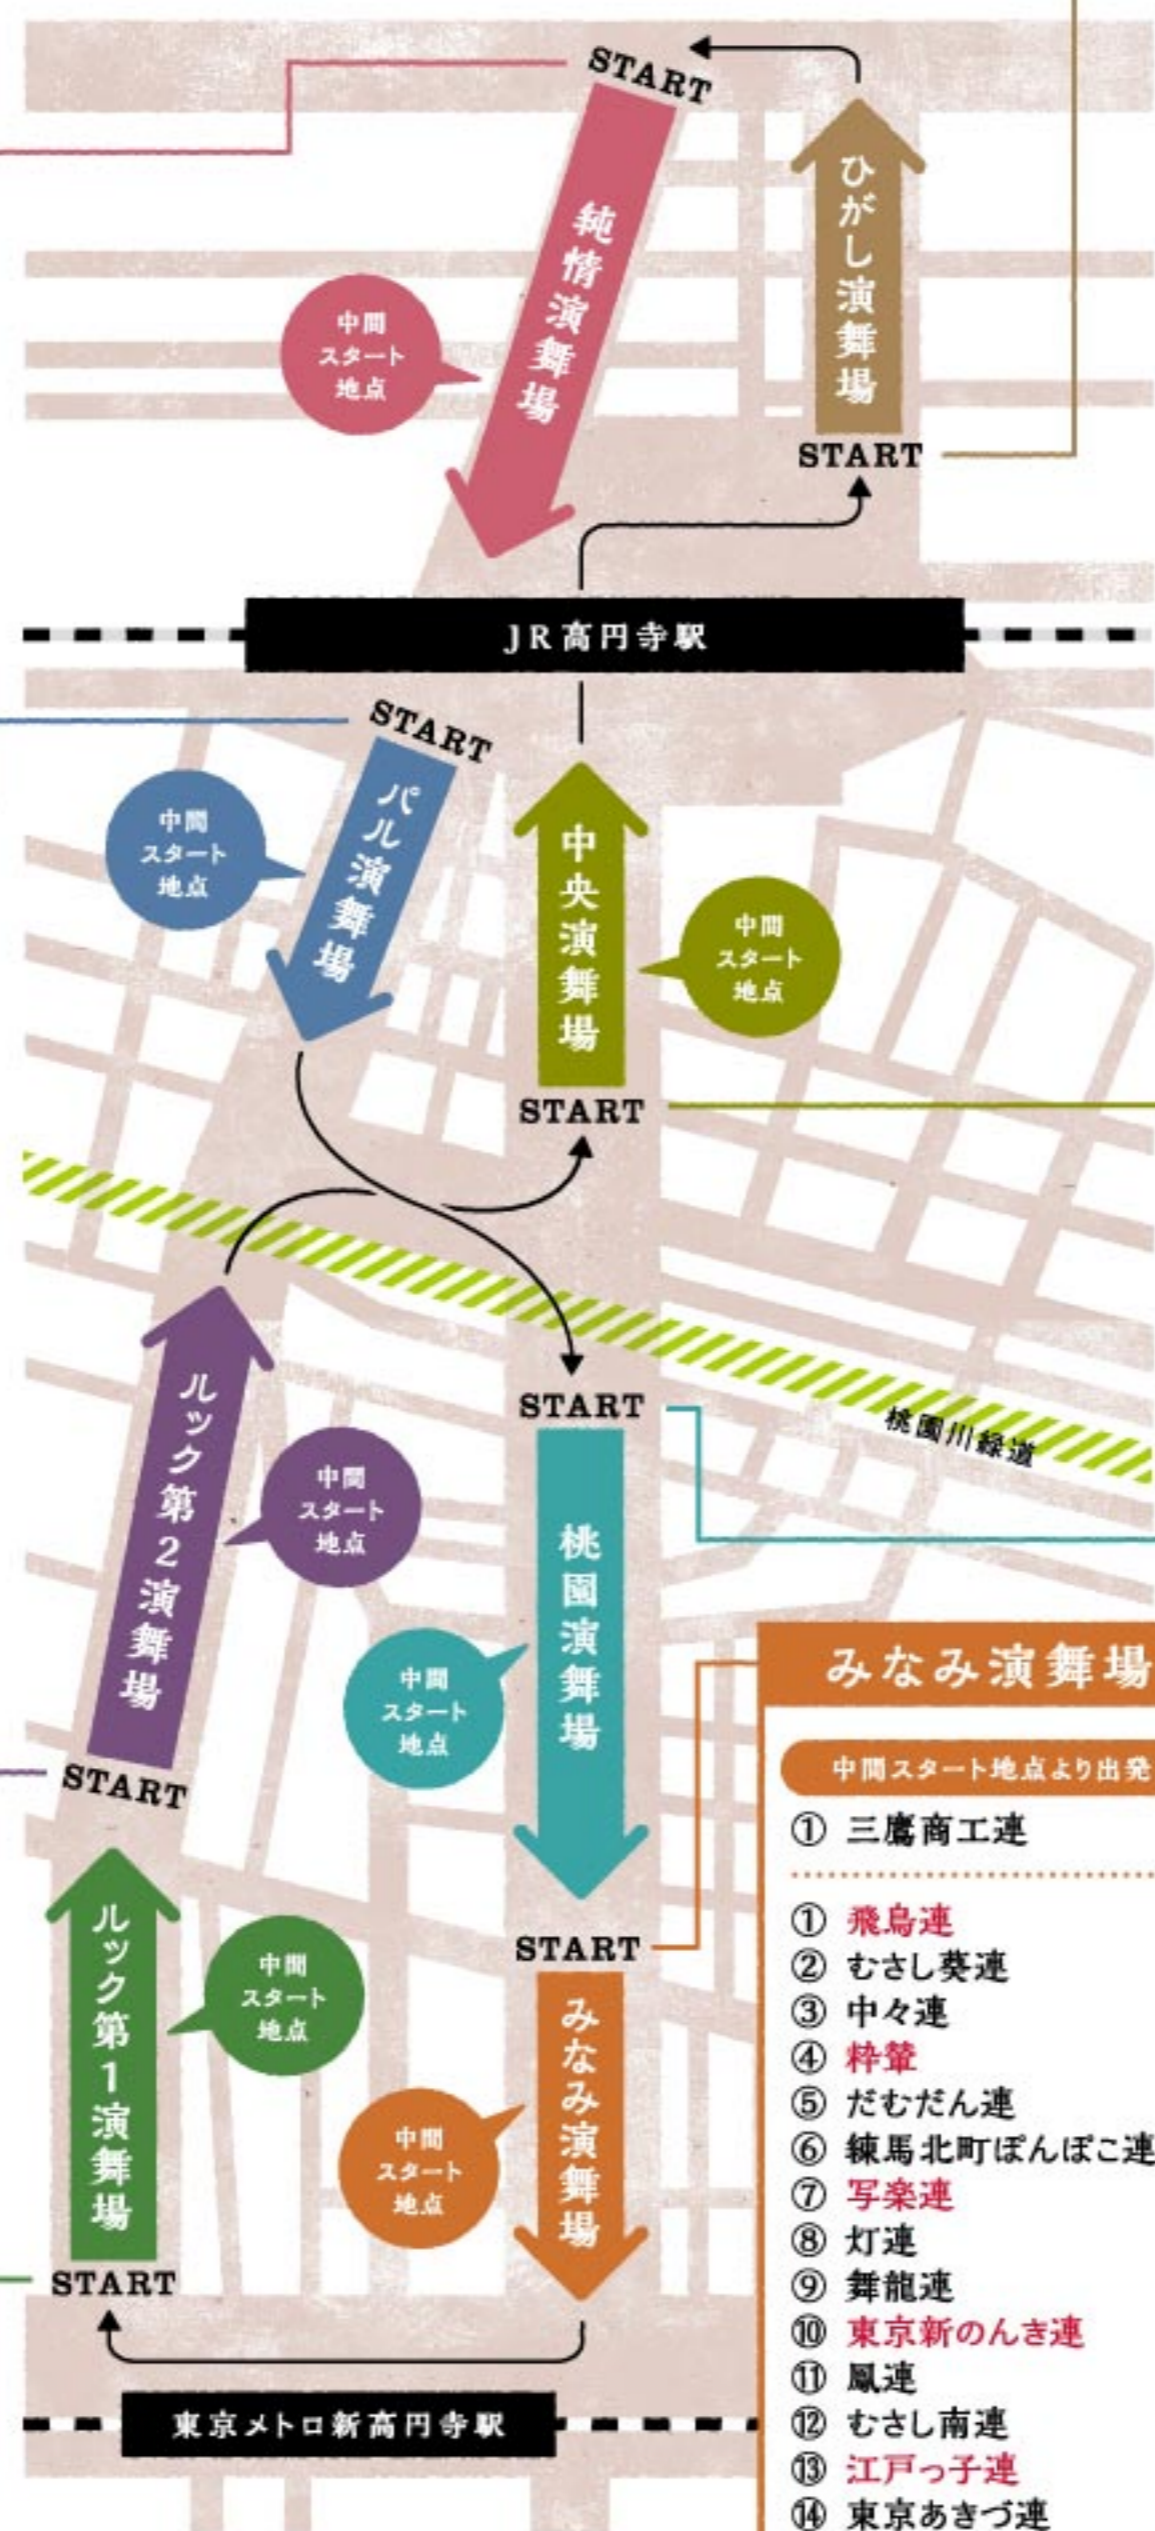 START
純情演舞場
中間
スタート
地点
ひがし演舞場
START
JR高円寺駅
START
パル演舞場
中間
スタート
地点
中央演舞場
中間
スタート
地点
START
桃園川緑道
ルック第2演舞場
中間
スタート
地点
START
START
桃園演舞場
中間
スタート
地点
ルック第1演舞場
中間
スタート
地点
START
START
みなみ演舞場
中間
スタート
地点
東京メトロ新高円寺駅
みなみ演舞場
中間スタート地点より出発
① 三鷹商工連
① 飛鳥連
② むさし葵連
③ 中々連
④ 粋輦
⑤ だむだん連
⑥ 練馬北町ぽんぽこ連
⑦ 写楽連
⑧ 灯連
⑨ 舞龍連
⑩ 東京新のんき連
⑪ 鳳連
⑫ むさし南連
⑬ 江戸っ子連
⑭ 東京あきづ連